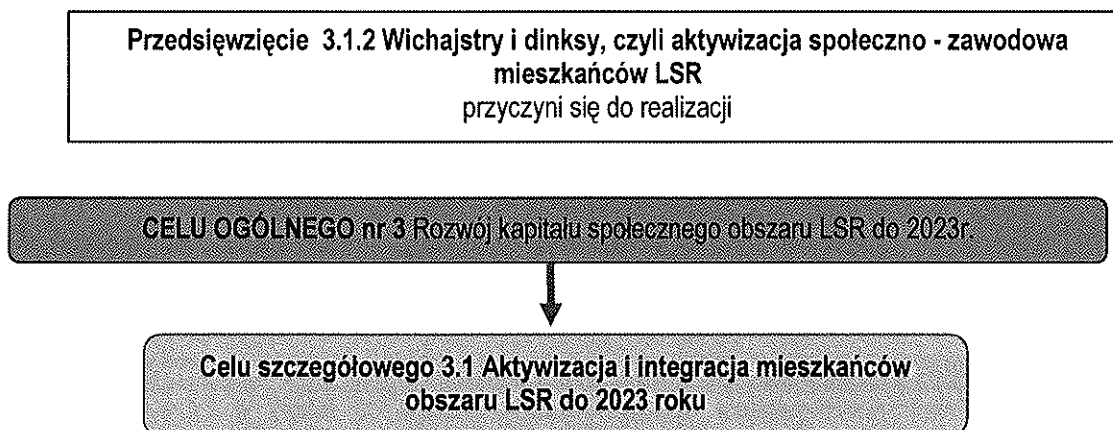 Przedsięwzięcie 3.1.2 Wichajstry i dinksy, czyli aktywizacja społeczno - zawodowa
mieszkańców LSR
przyczyni się do realizacji
CELU OGÓLNEGO nr 3 Rozwój kapitału społecznego obszaru LSR do 2023r.
Celu szczegółowego 3.1 Aktywizacja i integracja mieszkańców
obszaru LSR do 2023 roku